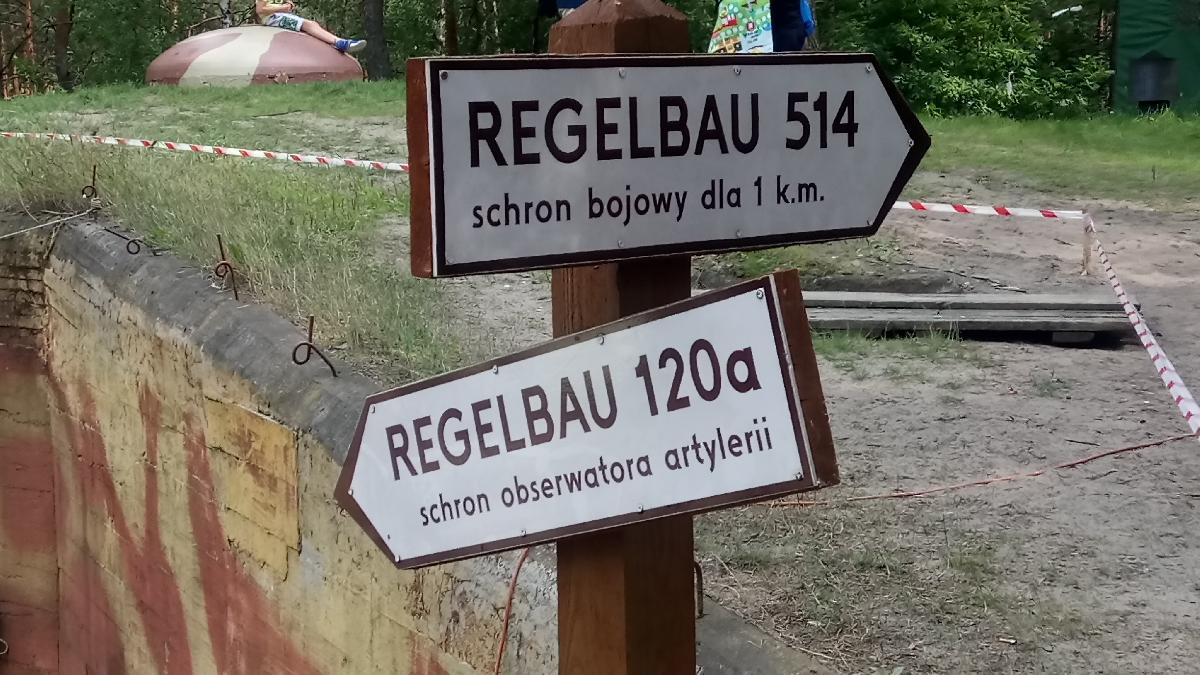 REGELBAU 514
schron bojowy dla 1 k.m.
REGELBAU 120a
schron obserwatora artylerii